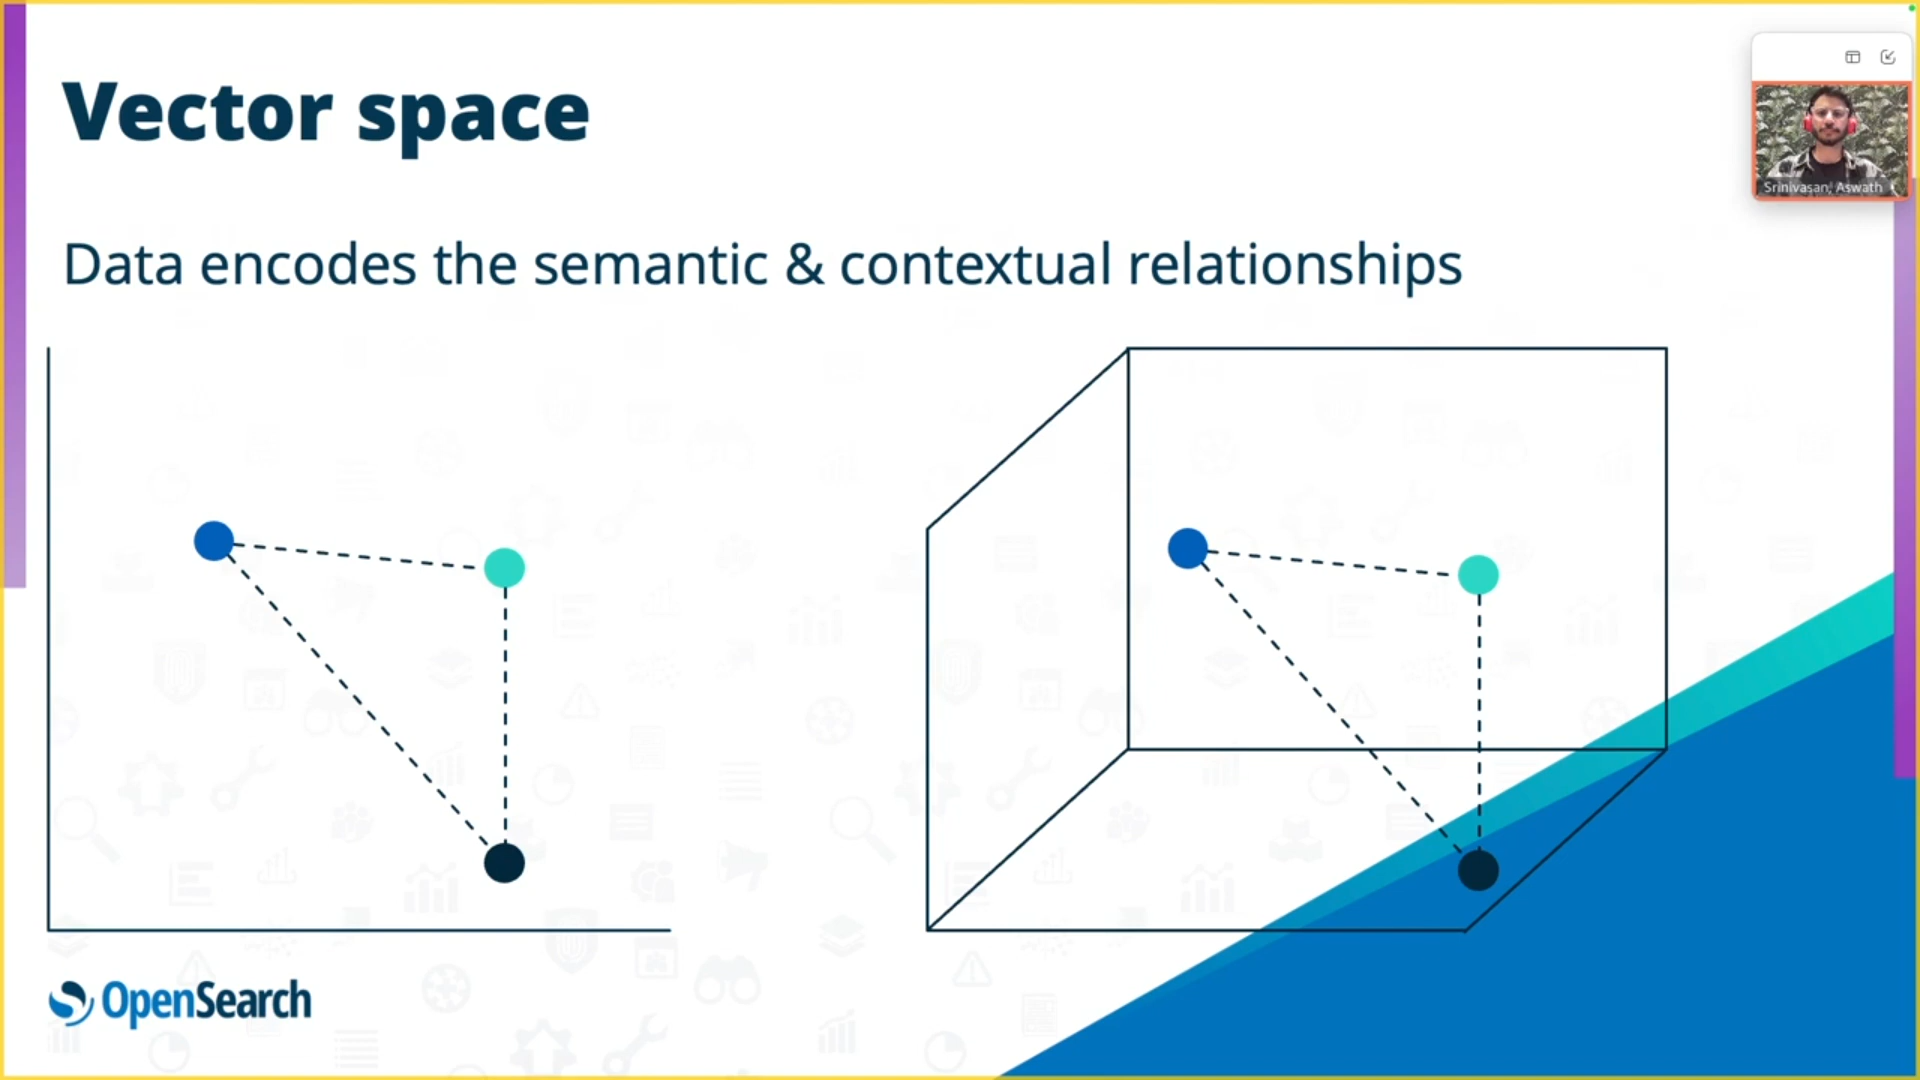 Vector space
Srinivasan, Aswath
Data encodes the semantic & contextual relationships
OpenSearch